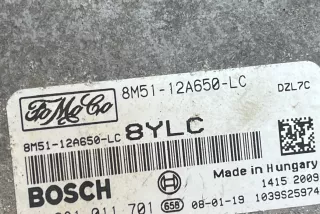 8M51-12A650-LC DZL7C
FoMoCo
8M51-12A650-LC 8YLC
Made in Hungary
BOSCH 1415 2009
011 701 658 08-01-19 1039S25974